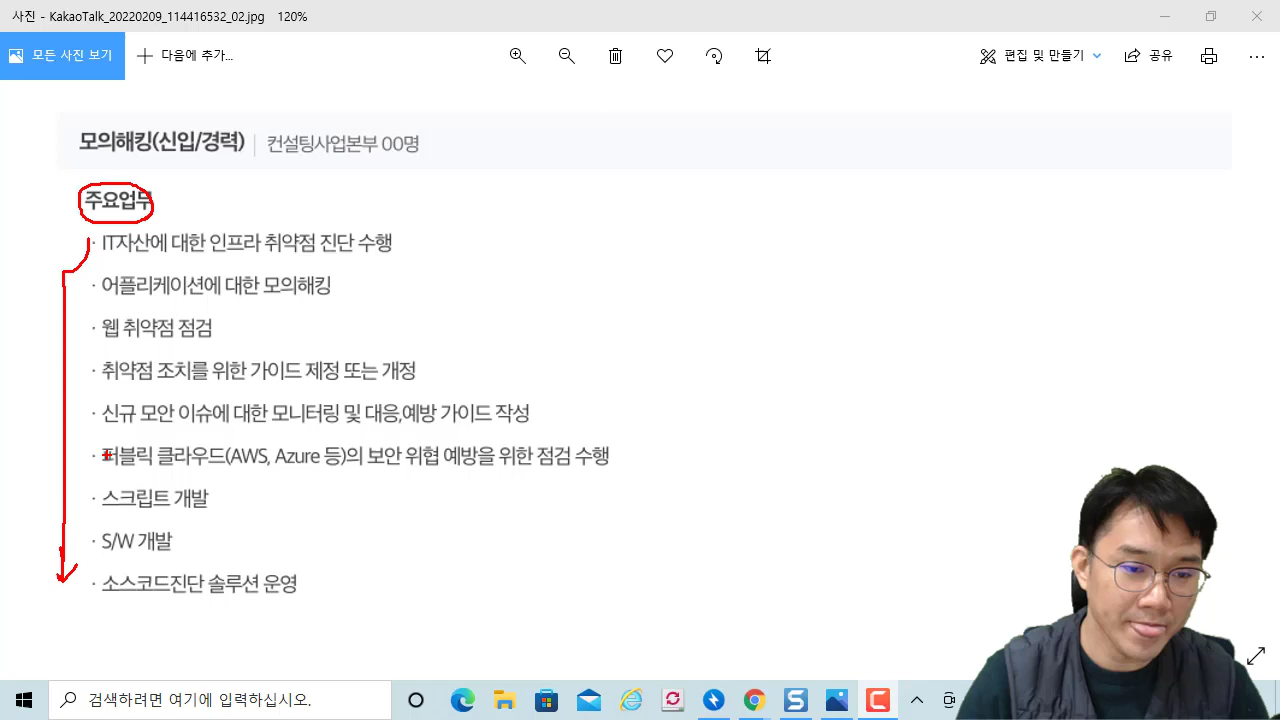 사진 - KakaoTalk_20220209_114416532_02.jpg 120%
모든 사진 보기 다음에 추가... 편집 및 만들기 공유
모의해킹(신입/경력) 컨설팅사업본부 00명
주요업무
· IT자산에 대한 인프라 취약점 진단 수행
· 어플리케이션에 대한 모의해킹
· 웹 취약점 점검
· 취약점 조치를 위한 가이드 제정 또는 개정
· 신규 모안 이슈에 대한 모니터링 및 대응,예방 가이드 작성
· 퍼블릭 클라우드(AWS, Azure 등)의 보안 위협 예방을 위한 점검 수행
· 스크립트 개발
· S/W 개발
· 소스코드진단 솔루션 운영
검색하려면 여기에 입력하십시오.